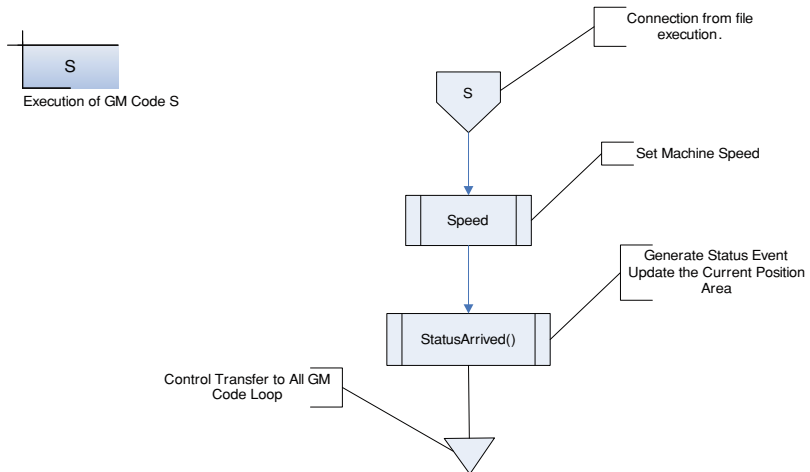 S
Execution of GM Code S
Connection from file
execution.
S
Set Machine Speed
Speed
Generate Status Event
Update the Current Position
Area
StatusArrived()
Control Transfer to All GM
Code Loop